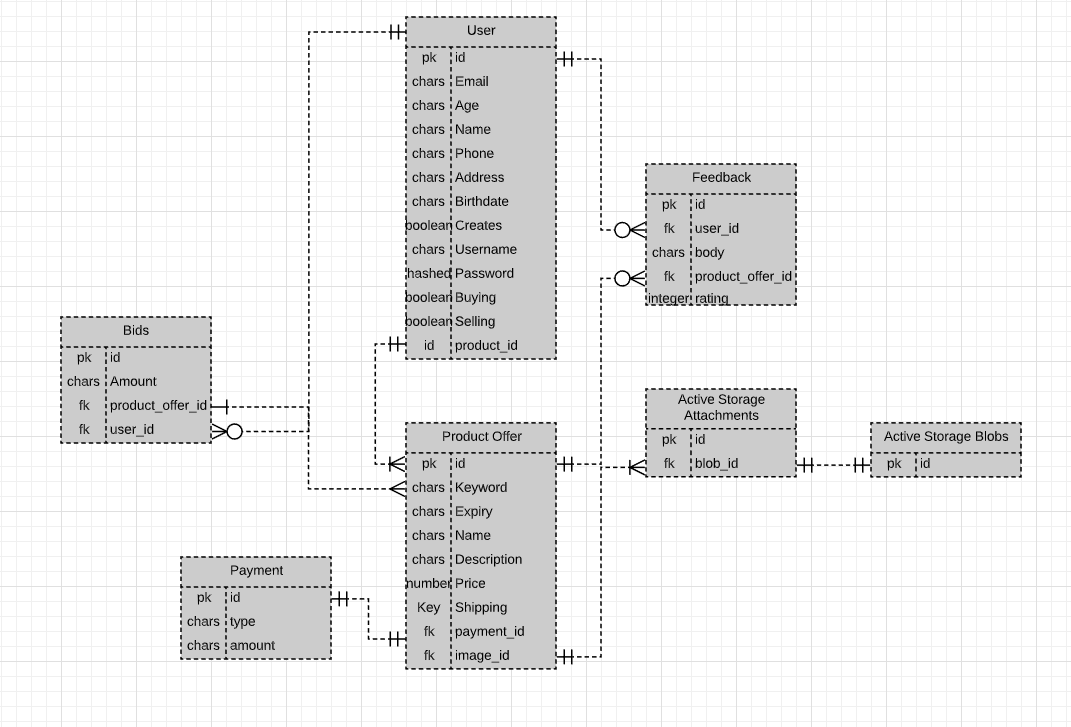 User
pk id
chars Email
chars Age
chars Name
chars Phone
chars Address
chars Birthdate
boolean Creates
chars Username
hashed Password
boolean Buying
boolean Selling
id product_id
Feedback
pk id
fk user_id
chars body
fk product_offer_id
integer rating
Bids
pk id
chars Amount
fk product_offer_id
fk user_id
Active Storage
Attachments
pk id
fk blob_id
Active Storage Blobs
pk id
Product Offer
pk id
chars Keyword
chars Expiry
chars Name
chars Description
number Price
Key Shipping
fk payment_id
fk image_id
Payment
pk id
chars type
chars amount